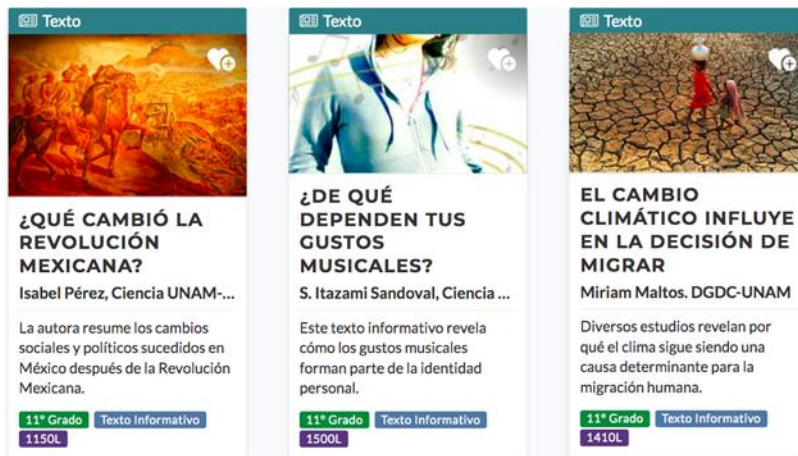 Texto
¿QUÉ CAMBIÓ LA
REVOLUCIÓN
MEXICANA?
Isabel Pérez, Ciencia UNAM-...
La autora resume los cambios
sociales y políticos sucedidos en
México después de la Revolución
Mexicana.
11° Grado Texto Informativo
1150L
Texto
¿DE QUÉ
DEPENDEN TUS
GUSTOS
MUSICALES?
S. Itazami Sandoval, Ciencia ...
Este texto informativo revela
cómo los gustos musicales
forman parte de la identidad
personal.
11° Grado Texto Informativo
1500L
Texto
EL CAMBIO
CLIMÁTICO INFLUYE
EN LA DECISIÓN DE
MIGRAR
Miriam Maltos. DGDC-UNAM
Diversos estudios revelan por
qué el clima sigue siendo una
causa determinante para la
migración humana.
11° Grado Texto Informativo
1410L